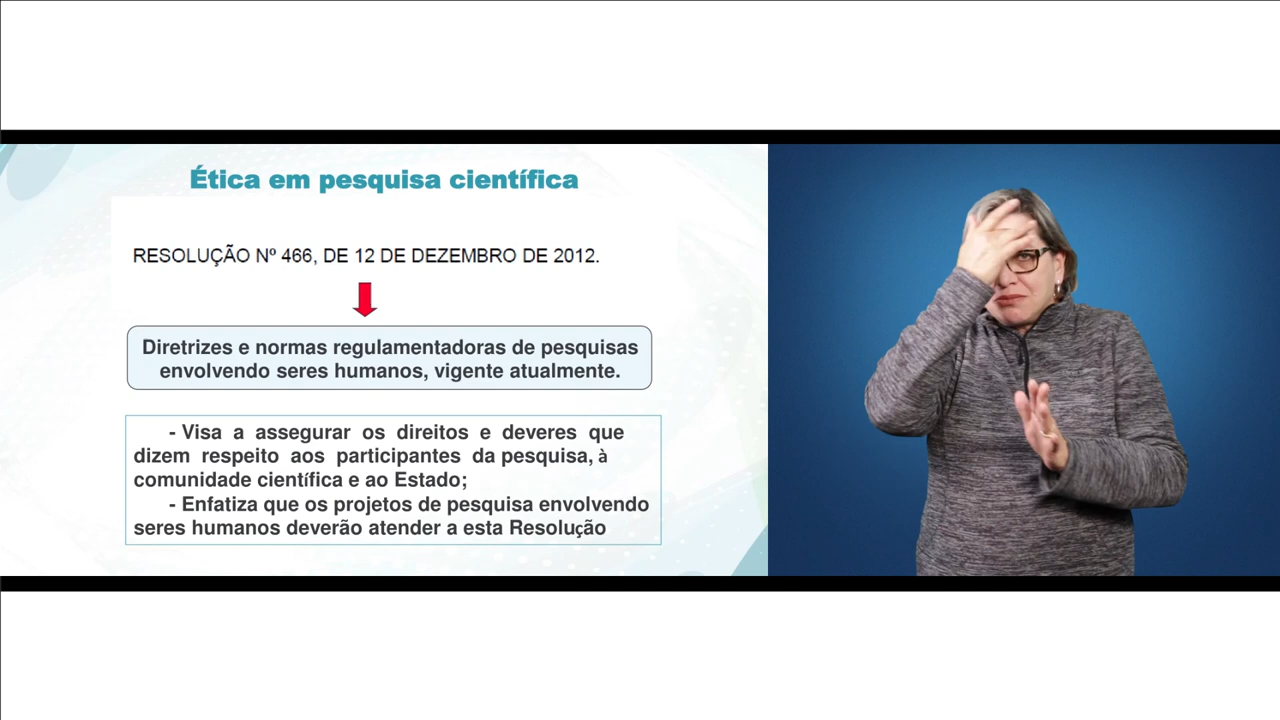 Ética em pesquisa científica
RESOLUÇÃO Nº 466, DE 12 DE DEZEMBRO DE 2012.
Diretrizes e normas regulamentadoras de pesquisas
envolvendo seres humanos, vigente atualmente.
- Visa a assegurar os direitos e deveres que
dizem respeito aos participantes da pesquisa, à
comunidade científica e ao Estado;
- Enfatiza que os projetos de pesquisa envolvendo
seres humanos deverão atender a esta Resolução